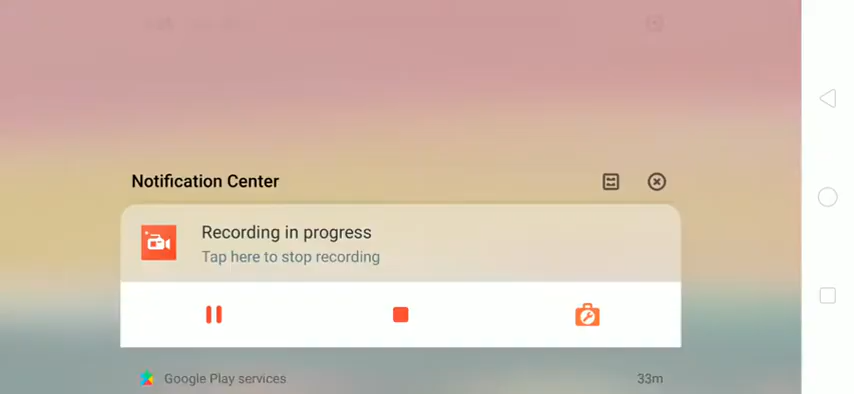 Notification Center
Recording in progress
Tap here to stop recording
Google Play services 33m